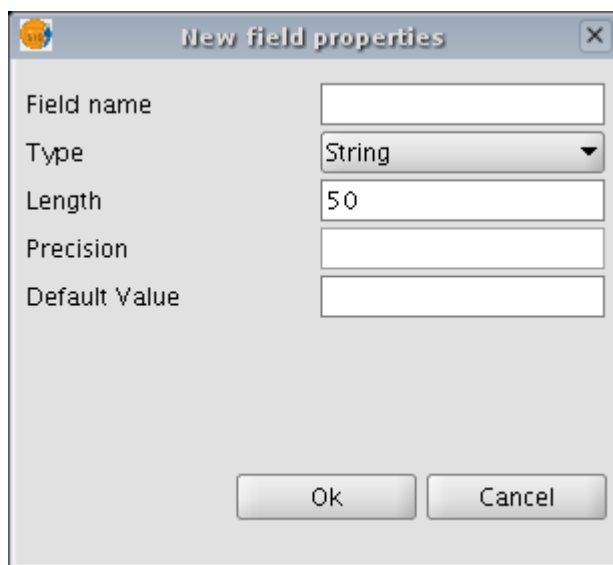 New field properties
Field name
Type String
Length 50
Precision
Default Value
Ok Cancel